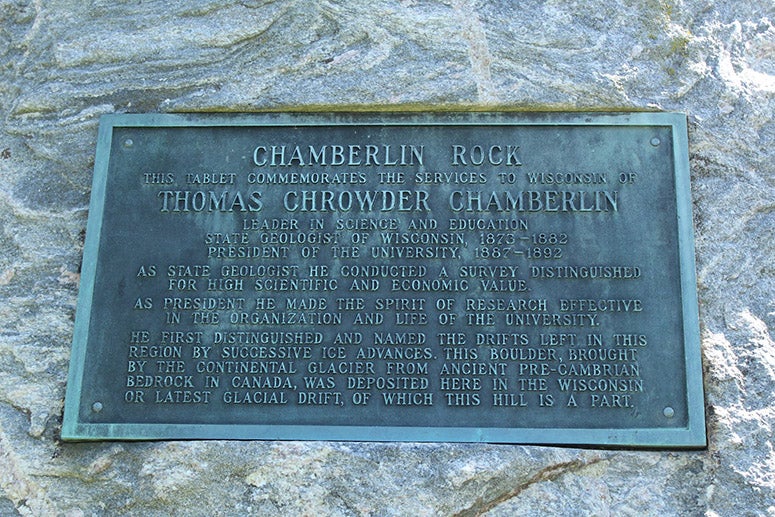 CHAMBERLIN ROCK
THIS TABLET COMMEMORATES THE SERVICES TO WISCONSIN OF
THOMAS CHROWDER CHAMBERLIN
LEADER IN SCIENCE AND EDUCATION
STATE GEOLOGIST OF WISCONSIN, 1873–1882
PRESIDENT OF THE UNIVERSITY, 1887–1892
AS STATE GEOLOGIST HE CONDUCTED A SURVEY DISTINGUISHED
FOR HIGH SCIENTIFIC AND ECONOMIC VALUE.
AS PRESIDENT HE MADE THE SPIRIT OF RESEARCH EFFECTIVE
IN THE ORGANIZATION AND LIFE OF THE UNIVERSITY.
HE FIRST DISTINGUISHED AND NAMED THE DRIFTS LEFT IN THIS
REGION BY SUCCESSIVE ICE ADVANCES. THIS BOULDER, BROUGHT
BY THE CONTINENTAL GLACIER FROM ANCIENT PRE-CAMBRIAN
BEDROCK IN CANADA, WAS DEPOSITED HERE IN THE WISCONSIN
OR LATEST GLACIAL DRIFT, OF WHICH THIS HILL IS A PART.